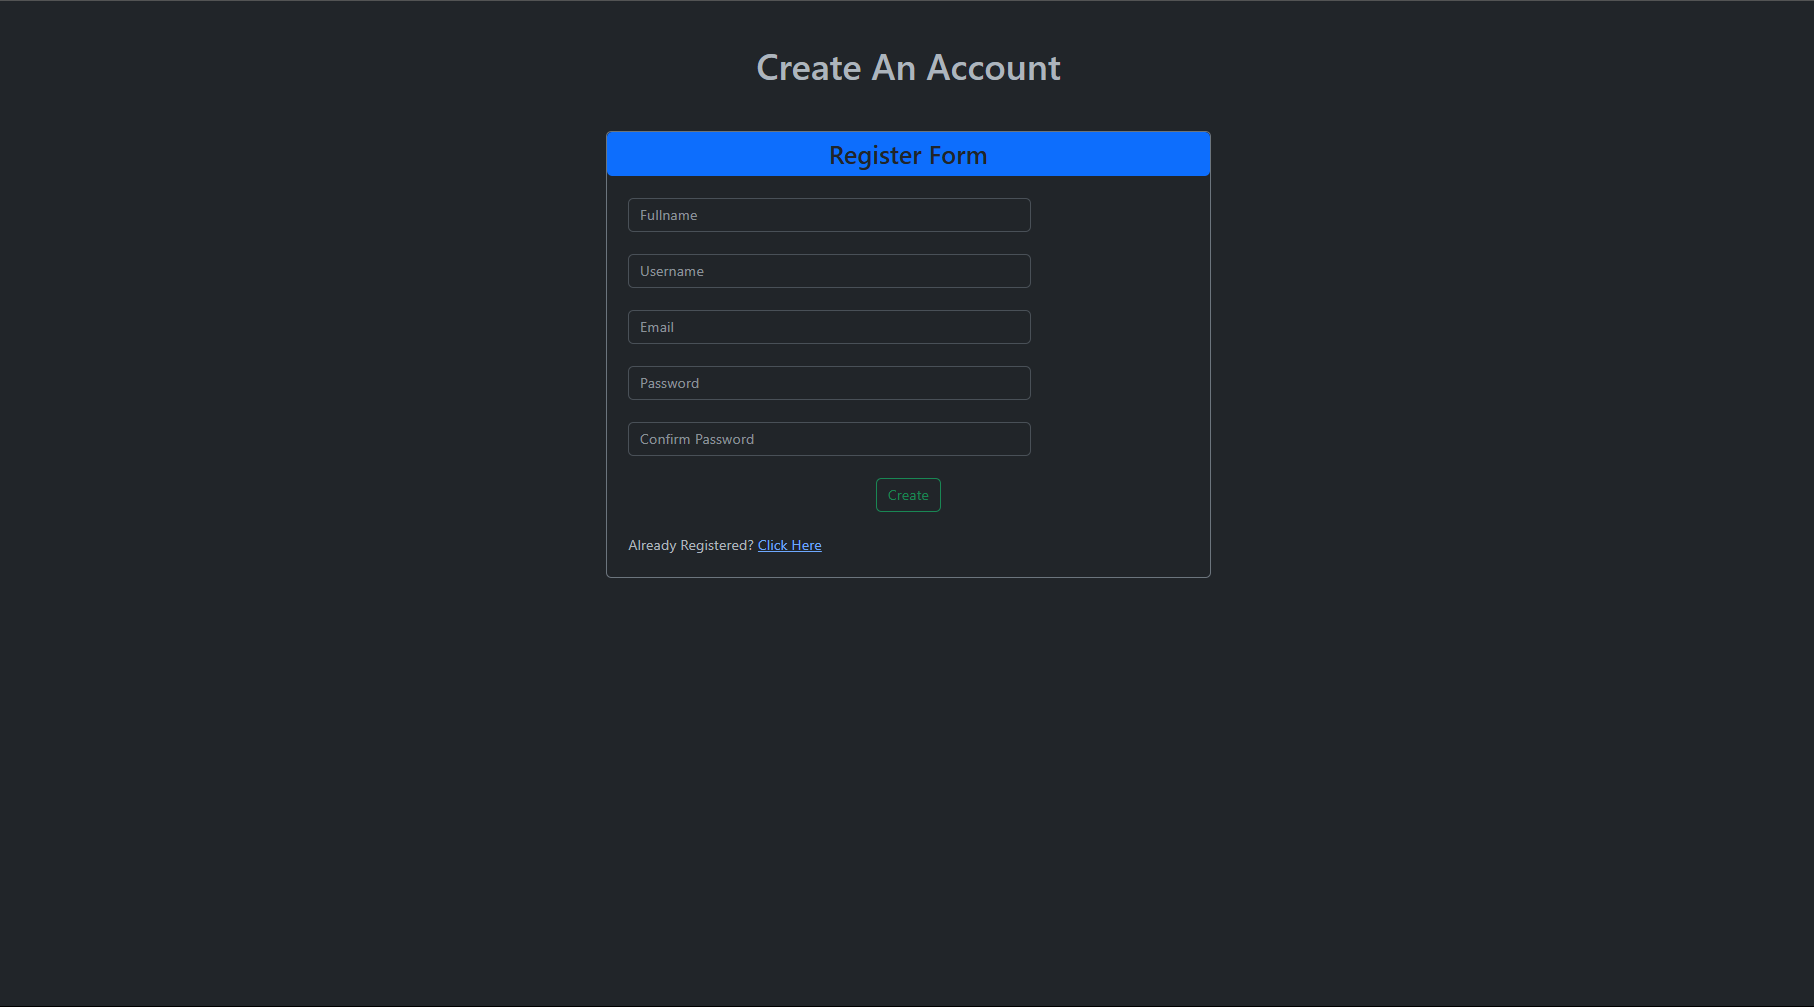 Create An Account
Register Form
Fullname
Username
Email
Password
Confirm Password
Create
Already Registered? Click Here